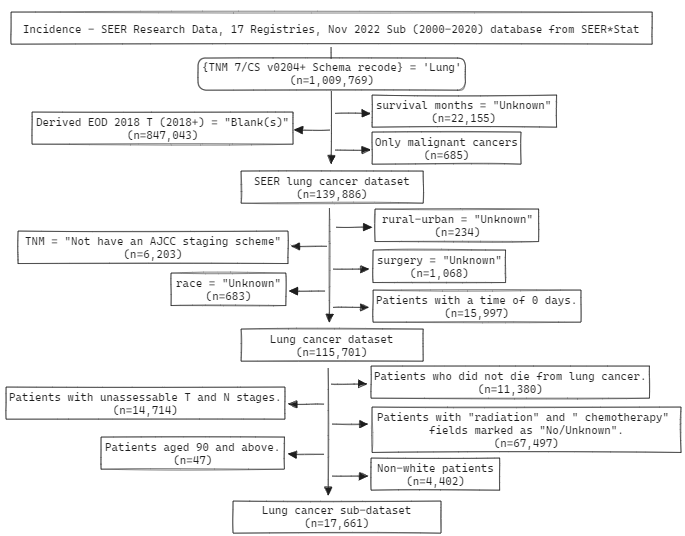 Incidence - SEER Research Data, 17 Registries, Nov 2022 Sub (2000-2020) database from SEER*Stat
{TNM 7/CS v0204+ Schema recode} = 'Lung'
(n=1,009,769)
survival months = "Unknown"
(n=22,155)
Derived EOD 2018 T (2018+) = "Blank(s)"
(n=847,043)
Only malignant cancers
(n=685)
SEER lung cancer dataset
(n=139,886)
rural-urban = "Unknown"
(n=234)
TNM = "Not have an AJCC staging scheme"
(n=6,203)
surgery = "Unknown"
(n=1,068)
race = "Unknown"
(n=683)
Patients with a time of 0 days.
(n=15,997)
Lung cancer dataset
(n=115,701)
Patients who did not die from lung cancer.
(n=11,380)
Patients with unassessable T and N stages.
(n=14,714)
Patients with "radiation" and " chemotherapy"
fields marked as "No/Unknown".
(n=67,497)
Patients aged 90 and above.
(n=47)
Non-white patients
(n=4,402)
Lung cancer sub-dataset
(n=17,661)